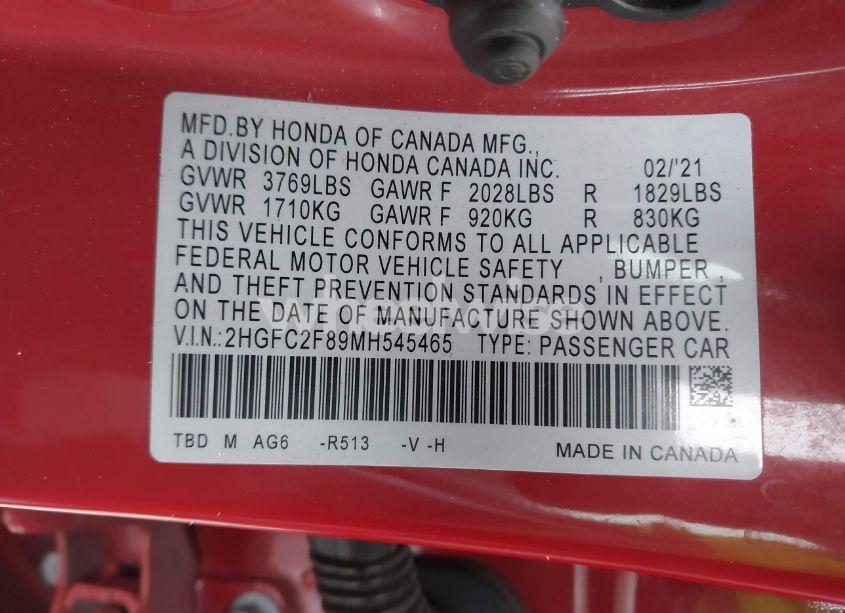 MFD.BY HONDA OF CANADA MFG.,
A DIVISION OF HONDA CANADA INC. 02/'21
GVWR 3769LBS GAWR F 2028LBS R 1829LBS
GVWR 1710KG GAWR F 920KG R 830KG
THIS VEHICLE CONFORMS TO ALL APPLICABLE
FEDERAL MOTOR VEHICLE SAFETY , BUMPER ,
AND THEFT PREVENTION STANDARDS IN EFFECT
ON THE DATE OF MANUFACTURE SHOWN ABOVE.
wheelwise
V.I.N.:2HGFC2F89MH545465 TYPE: PASSENGER CAR
TBD M AG6 -R513 -V -H MADE IN CANADA